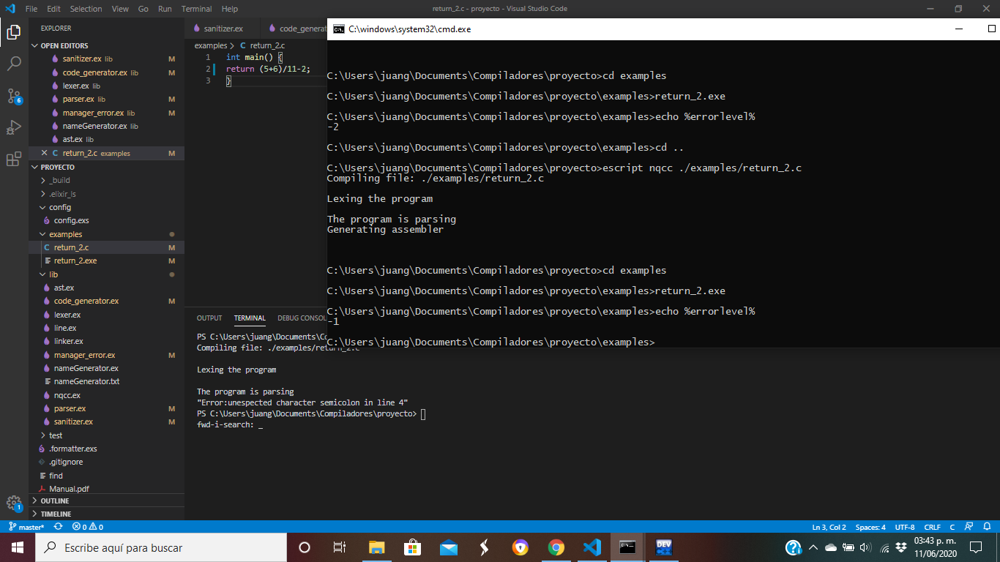 File Edit Selection View Go Run Terminal Help
return_2.c - proyecto - Visual Studio Code
EXPLORER
OPEN EDITORS
sanitizer.ex lib M
code_generator.ex lib M
lexer.ex lib
parser.ex lib M
manager_error.ex lib M
nameGenerator.ex lib
ast.ex lib
C return_2.c examples M
PROYECTO
_build
.elixir_ls
config
config.exs
examples
C return_2.c M
return_2.exe M
lib
ast.ex
code_generator.ex M
lexer.ex
line.ex
linker.ex
manager_error.ex M
nameGenerator.ex
nameGenerator.txt
nqcc.ex
parser.ex M
sanitizer.ex M
test
.formatter.exs
.gitignore
find
Manual.pdf
OUTLINE
TIMELINE
6
1
sanitizer.ex
code_generat
examples > C return_2.c
1 int main() {
2 return (5+6)/11-2;
3 }
C:\windows\system32\cmd.exe
C:\Users\juang\Documents\Compiladores\proyecto>cd examples
C:\Users\juang\Documents\Compiladores\proyecto\examples>return_2.exe
C:\Users\juang\Documents\Compiladores\proyecto\examples>echo %errorlevel%
-2
C:\Users\juang\Documents\Compiladores\proyecto\examples>cd ..
C:\Users\juang\Documents\Compiladores\proyecto>escript nqcc ./examples/return_2.c
Compiling file: ./examples/return_2.c
Lexing the program
The program is parsing
Generating assembler
C:\Users\juang\Documents\Compiladores\proyecto>cd examples
C:\Users\juang\Documents\Compiladores\proyecto\examples>return_2.exe
C:\Users\juang\Documents\Compiladores\proyecto\examples>echo %errorlevel%
-1
C:\Users\juang\Documents\Compiladores\proyecto\examples>
OUTPUT TERMINAL DEBUG CONSOL
PS C:\Users\juang\Documents\Co
Compiling file: ./examples/return_2.c
Lexing the program
The program is parsing
"Error:unespected character semicolon in line 4"
PS C:\Users\juang\Documents\Compiladores\proyecto>
fwd-i-search: _
master* 0 0
Ln 3, Col 2 Spaces: 4 UTF-8 CRLF C
Escribe aquí para buscar
DEV C++
03:43 p. m.
11/06/2020